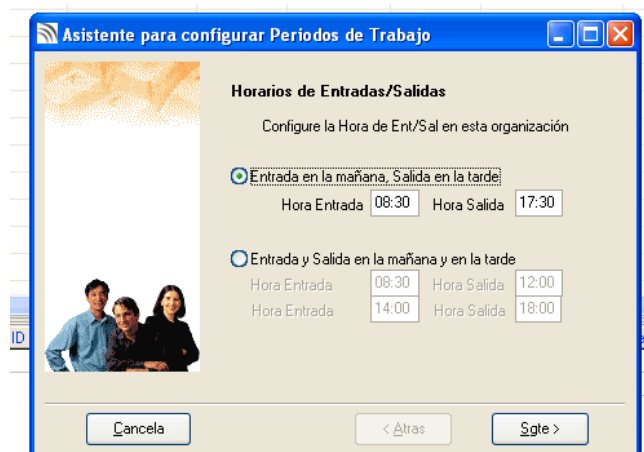 Asistente para configurar Periodos de Trabajo
Horarios de Entradas/Salidas
Configure la Hora de Ent/Sal en esta organización
Entrada en la mañana, Salida en la tarde
Hora Entrada 08:30 Hora Salida 17:30
Entrada y Salida en la mañana y en la tarde
Hora Entrada 08:30 Hora Salida 12:00
Hora Entrada 14:00 Hora Salida 18:00
ID
Cancela < Atras Sgte >